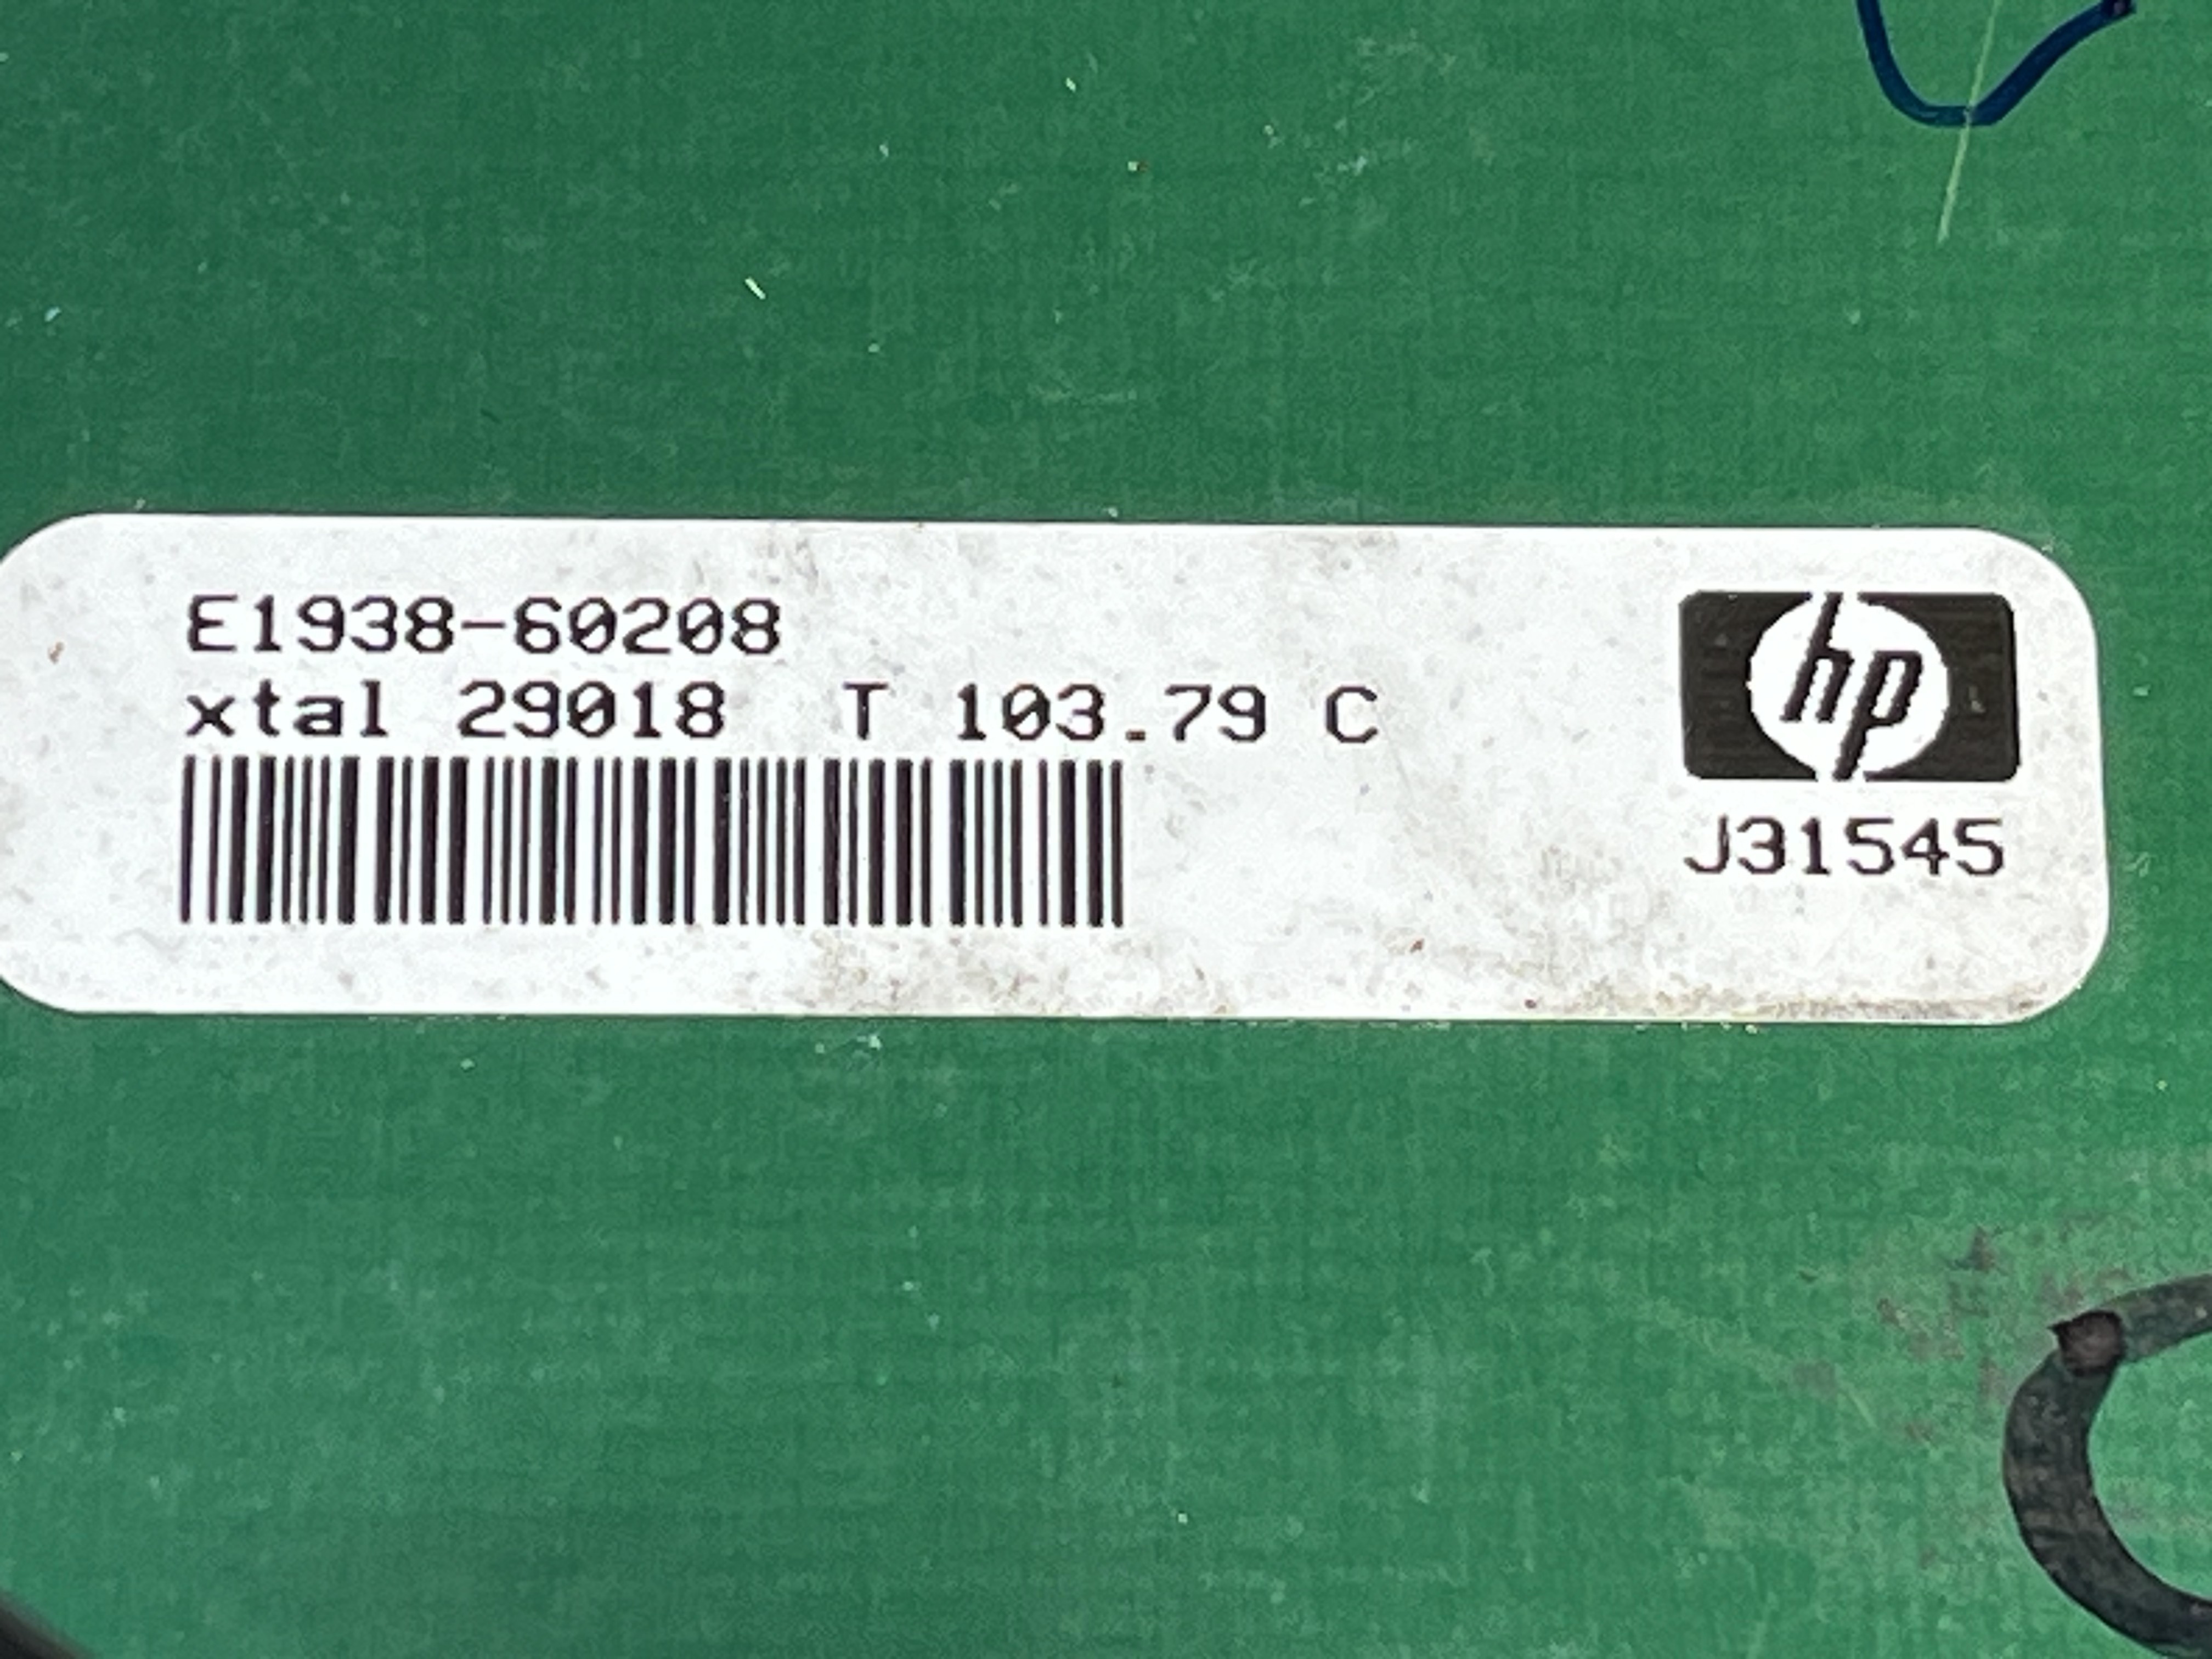 E1938-60208
xtal 29018 T 103.79 C
hp
J31545